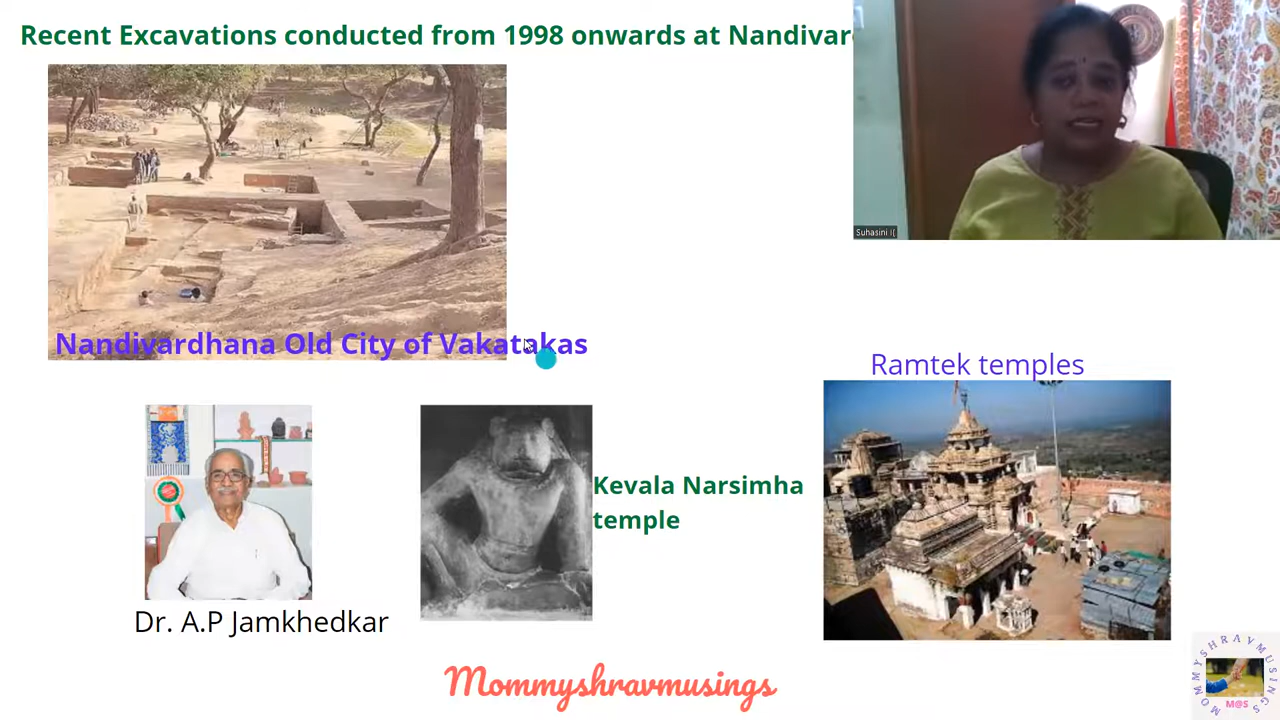 Recent Excavations conducted from 1998 onwards at
Suhasini I(
Nandivardhana Old City of Vakatakas
Ramtek temples
Kevala Narsimha
temple
Dr. A.P Jamkhedkar
Mommyshravmusings
MOMMYSHRAVMUSINGS
M@S